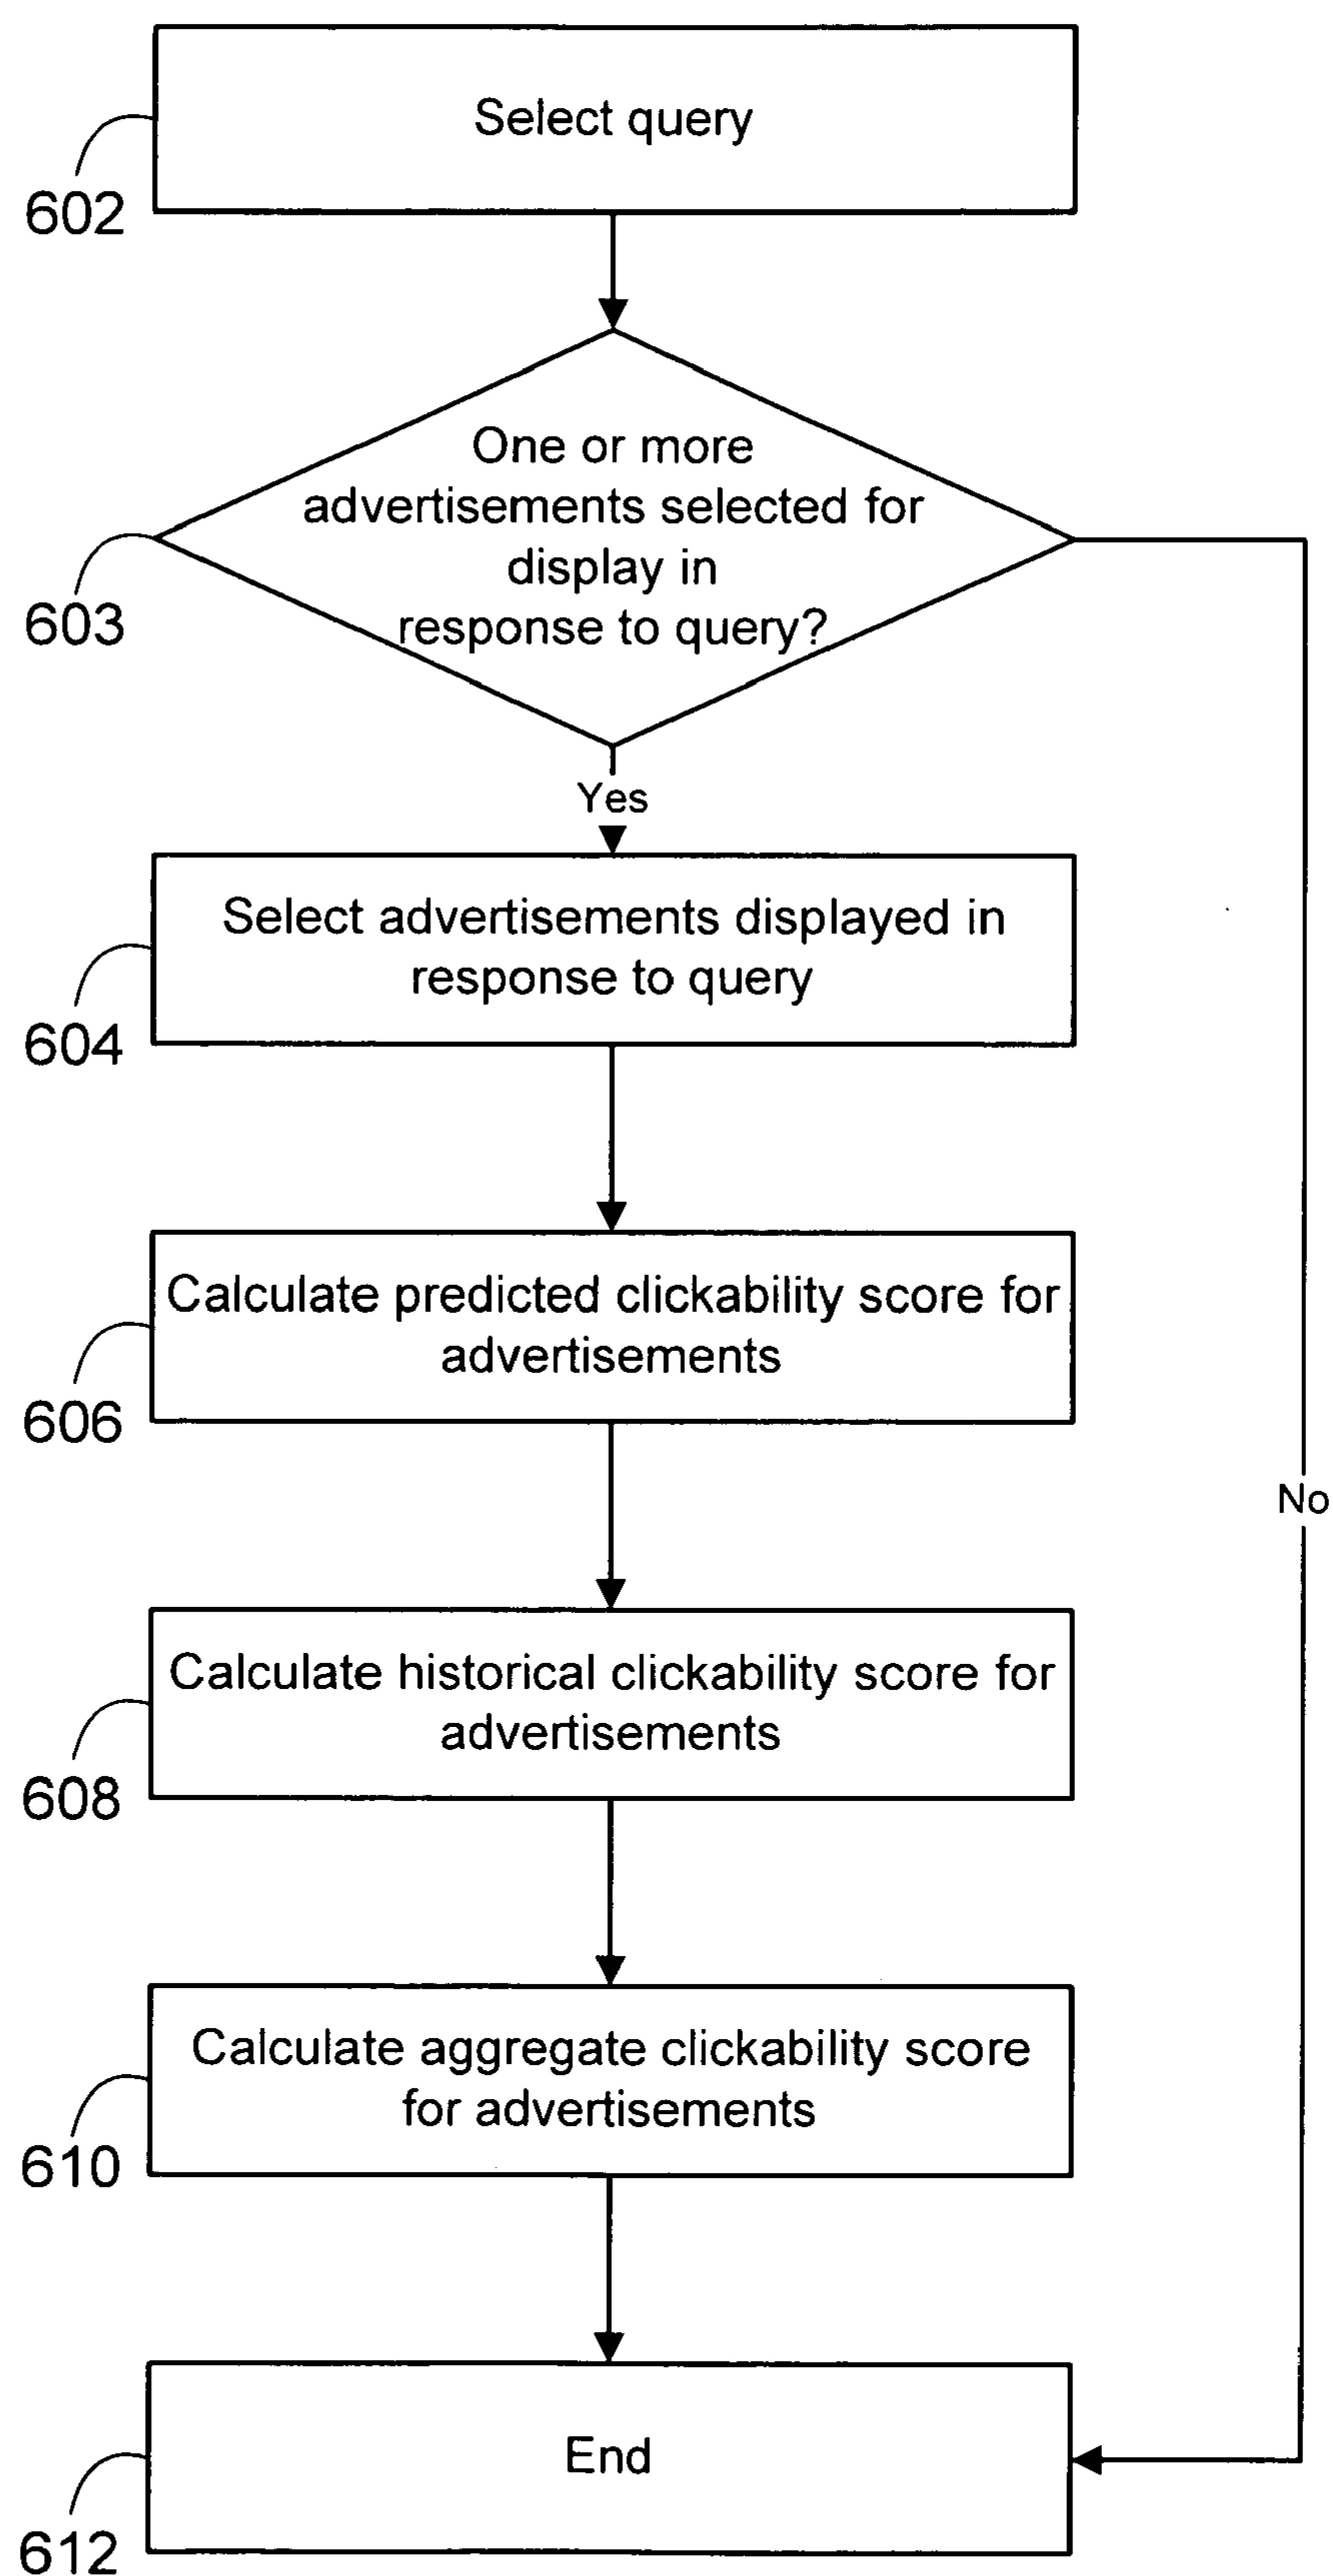 Select query
602
One or more
advertisements selected for
display in
response to query?
603
Yes
Select advertisements displayed in
response to query
604
Calculate predicted clickability score for
advertisements
606
No
Calculate historical clickability score for
advertisements
608
Calculate aggregate clickability score
for advertisements
610
End
612